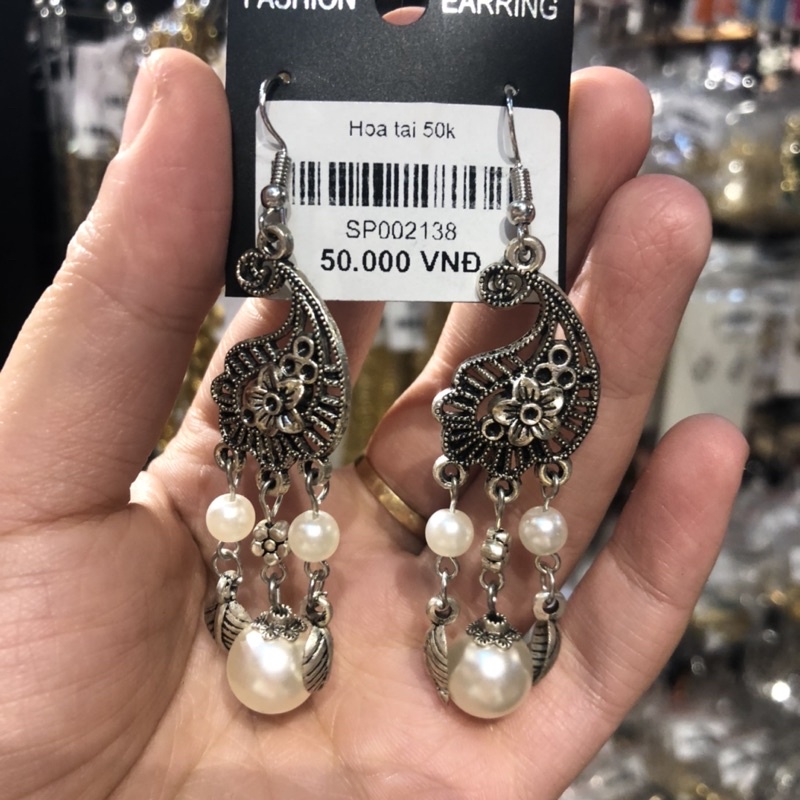 FASHION EARRING
Hoa tai 50k
SP002138
50.000 VNĐ